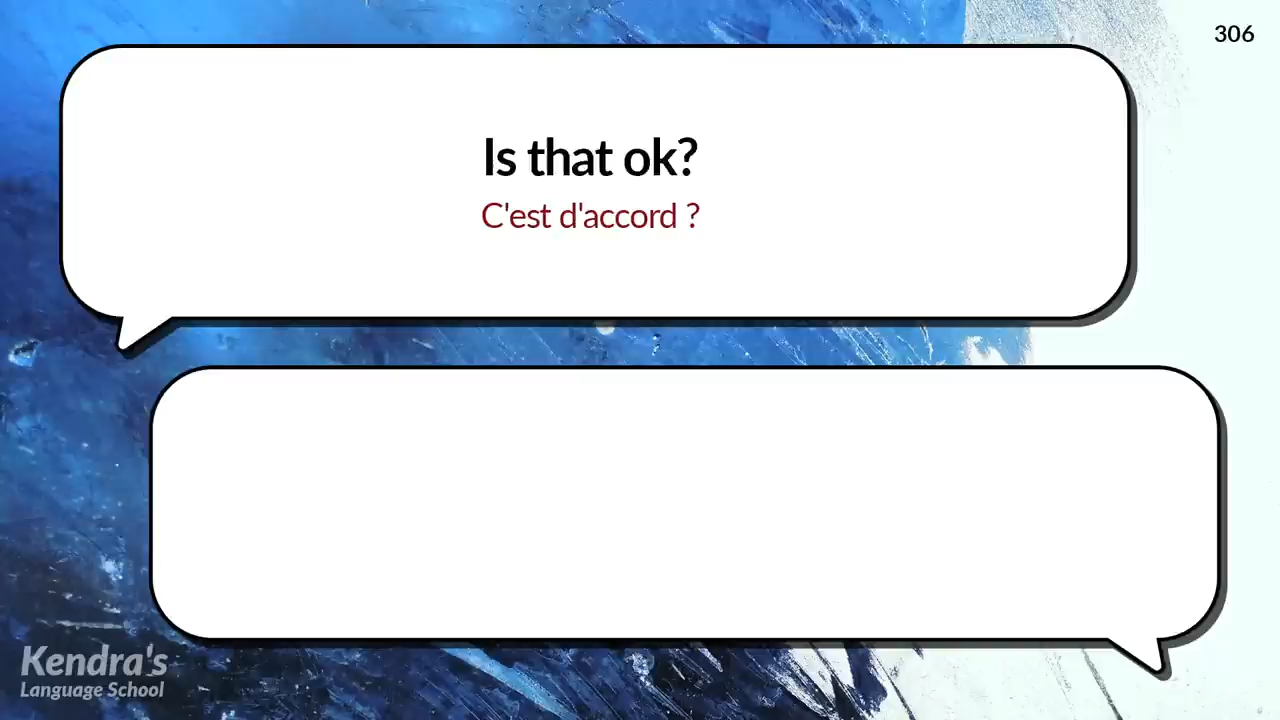 306
Is that ok?
C'est d'accord ?
Kendra's
Language School